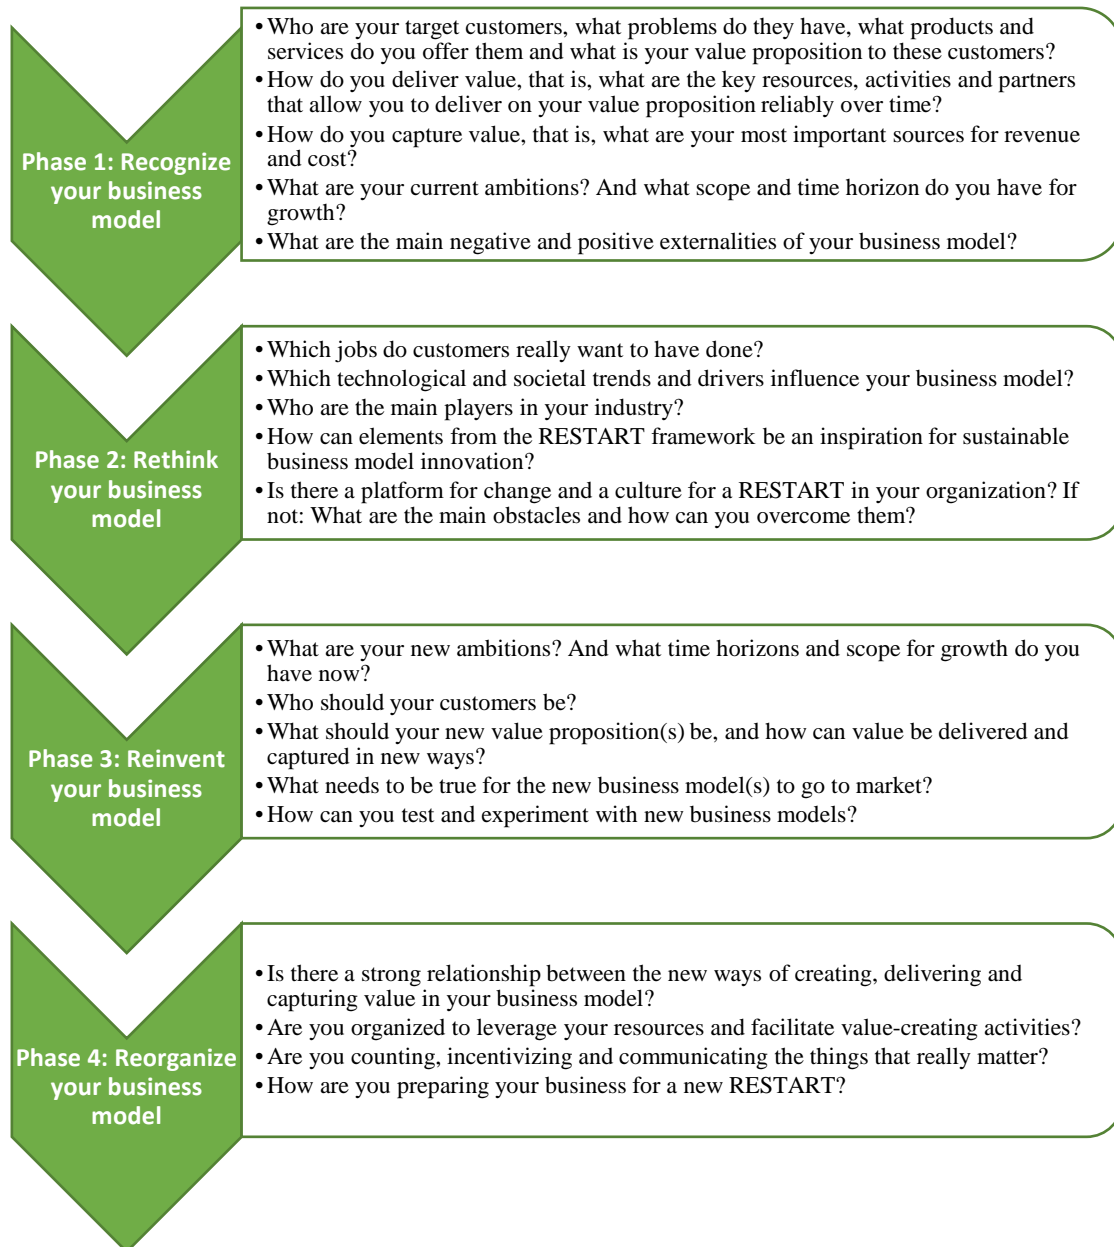 Phase 1: Recognize
your business
model
•Who are your target customers, what problems do they have, what products and
services do you offer them and what is your value proposition to these customers?
•How do you deliver value, that is, what are the key resources, activities and partners
that allow you to deliver on your value proposition reliably over time?
•How do you capture value, that is, what are your most important sources for revenue
and cost?
•What are your current ambitions? And what scope and time horizon do you have for
growth?
•What are the main negative and positive externalities of your business model?
Phase 2: Rethink
your business
model
•Which jobs do customers really want to have done?
•Which technological and societal trends and drivers influence your business model?
•Who are the main players in your industry?
•How can elements from the RESTART framework be an inspiration for sustainable
business model innovation?
•Is there a platform for change and a culture for a RESTART in your organization? If
not: What are the main obstacles and how can you overcome them?
Phase 3: Reinvent
your business
model
•What are your new ambitions? And what time horizons and scope for growth do you
have now?
•Who should your customers be?
•What should your new value proposition(s) be, and how can value be delivered and
captured in new ways?
•What needs to be true for the new business model(s) to go to market?
•How can you test and experiment with new business models?
Phase 4: Reorganize
your business
model
•Is there a strong relationship between the new ways of creating, delivering and
capturing value in your business model?
•Are you organized to leverage your resources and facilitate value-creating activities?
•Are you counting, incentivizing and communicating the things that really matter?
•How are you preparing your business for a new RESTART?